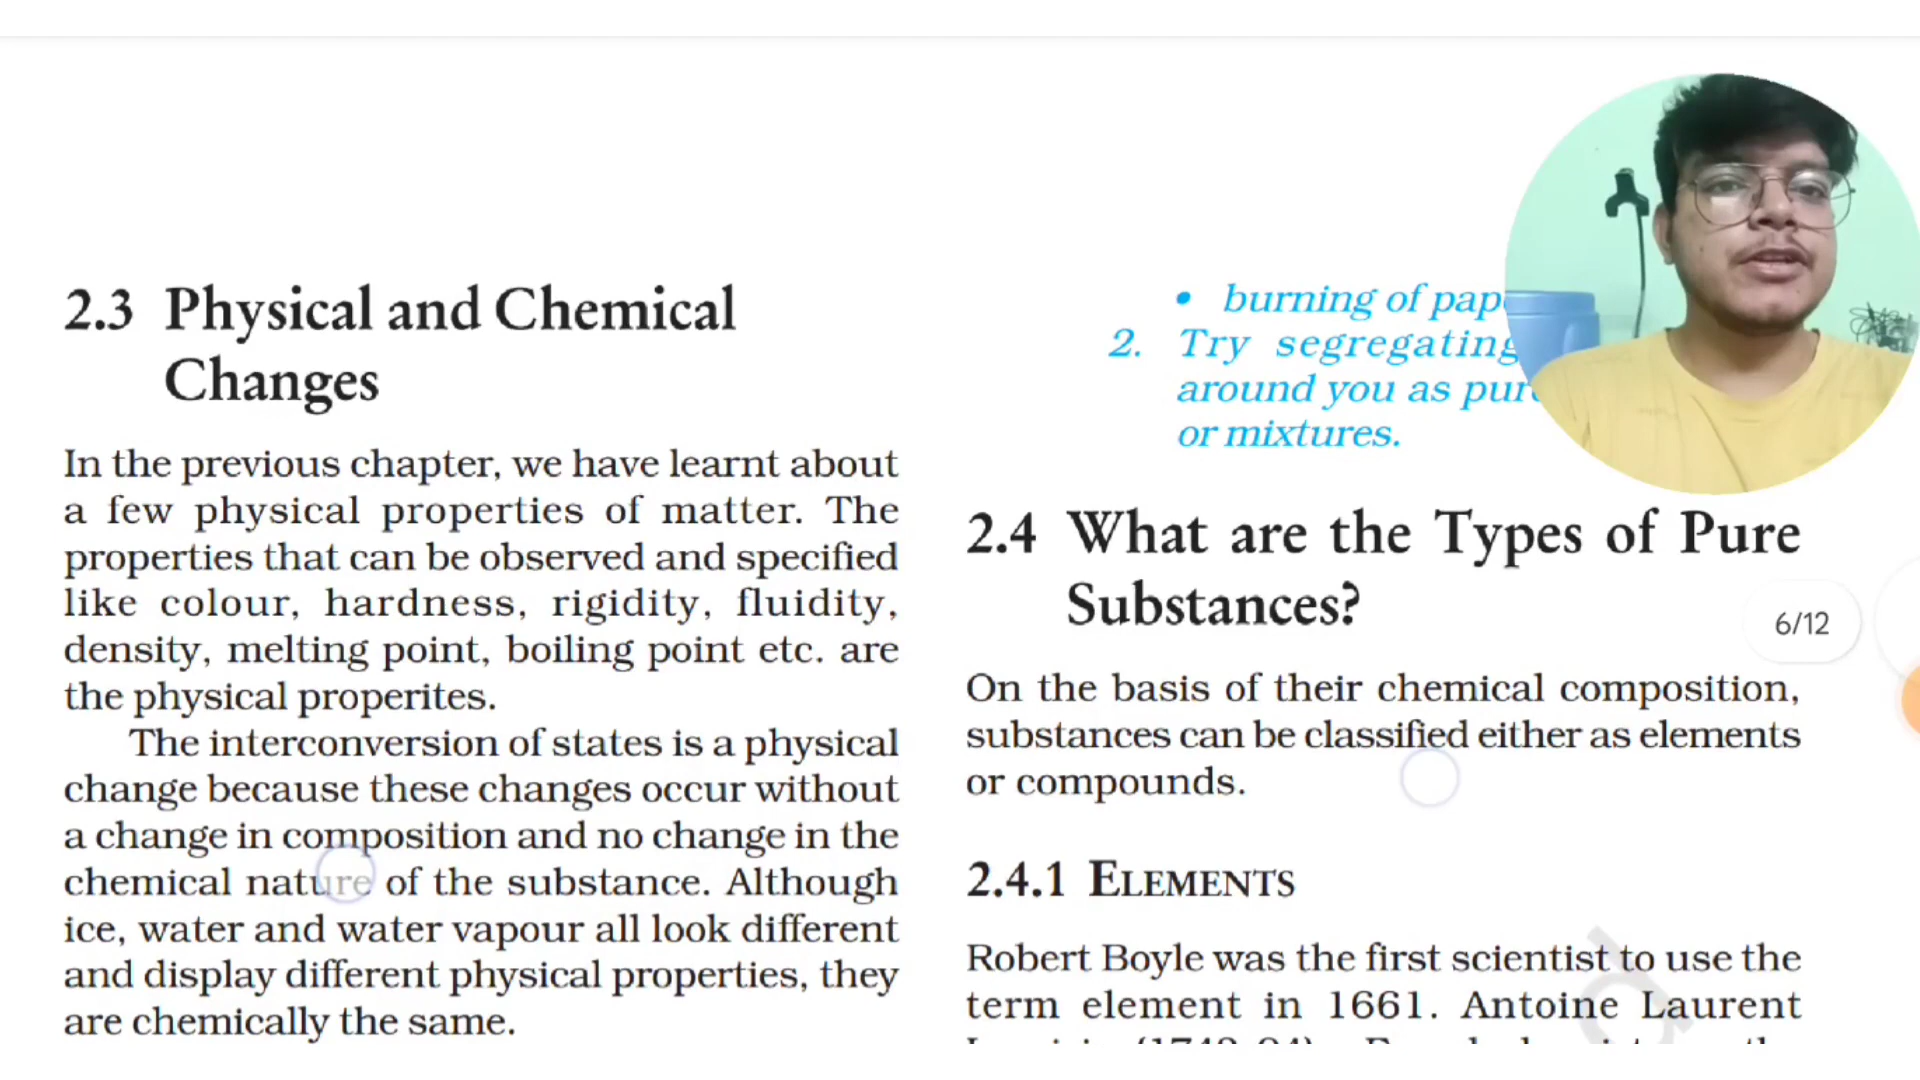 2.3 Physical and Chemical
Changes
In the previous chapter, we have learnt about
a few physical properties of matter. The
properties that can be observed and specified
like colour, hardness, rigidity, fluidity,
density, melting point, boiling point etc. are
the physical properites.
The interconversion of states is a physical
change because these changes occur without
a change in composition and no change in the
chemical nature of the substance. Although
ice, water and water vapour all look different
and display different physical properties, they
are chemically the same.
• burning of
2. Try segregating
around you as
or mixtures.
2.4 What are the Types of Pure
Substances?
6/12
On the basis of their chemical composition,
substances can be classified either as elements
or compounds.
2.4.1 ELEMENTS
Robert Boyle was the first scientist to use the
term element in 1661. Antoine Laurent